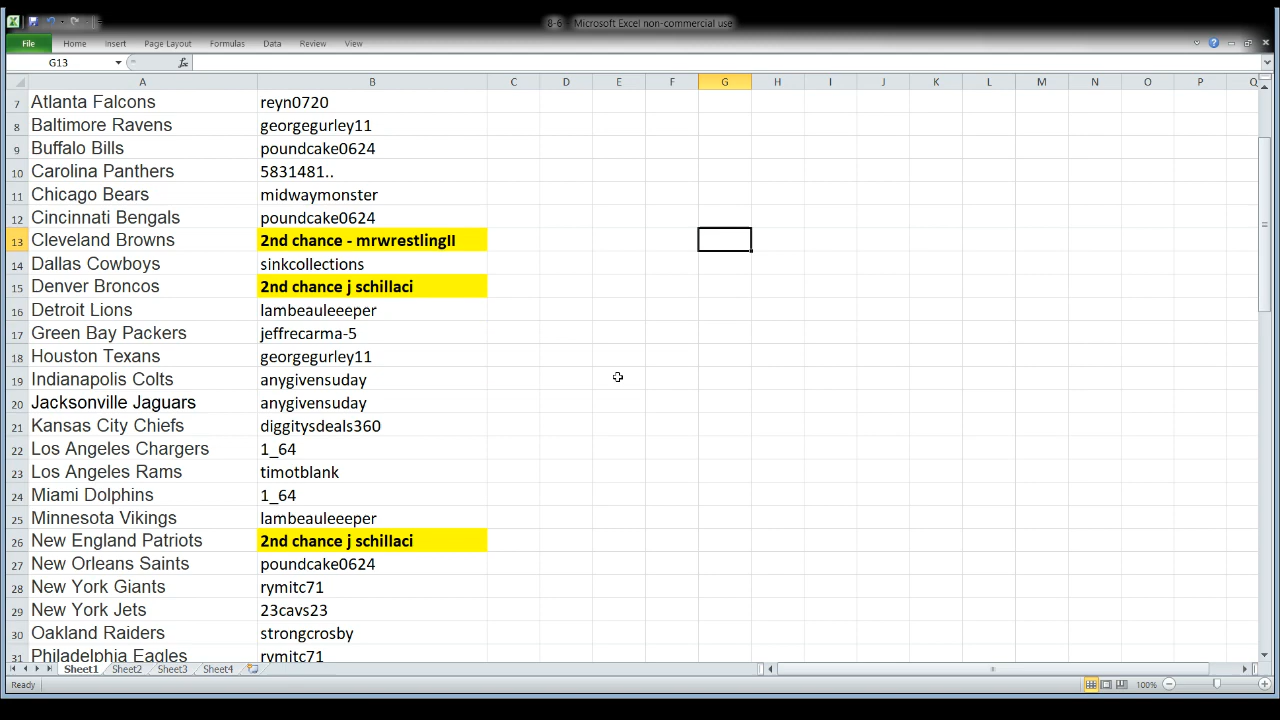 8-6 - Microsoft Excel non-commercial use
File Home Insert Page Layout Formulas Data Review View
G13 fx
A B C D E F G H I J K L M N O P Q
7 Atlanta Falcons reyn0720
8 Baltimore Ravens georgegurley11
9 Buffalo Bills poundcake0624
10 Carolina Panthers 5831481..
11 Chicago Bears midwaymonster
12 Cincinnati Bengals poundcake0624
13 Cleveland Browns 2nd chance - mrwrestlingII
14 Dallas Cowboys sinkcollections
15 Denver Broncos 2nd chance j schillaci
16 Detroit Lions lambeauleeeper
17 Green Bay Packers jeffrecarma-5
18 Houston Texans georgegurley11
19 Indianapolis Colts anygivensuday
20 Jacksonville Jaguars anygivensuday
21 Kansas City Chiefs diggitysdeals360
22 Los Angeles Chargers 1_64
23 Los Angeles Rams timotblank
24 Miami Dolphins 1_64
25 Minnesota Vikings lambeauleeeper
26 New England Patriots 2nd chance j schillaci
27 New Orleans Saints poundcake0624
28 New York Giants rymitc71
29 New York Jets 23cavs23
30 Oakland Raiders strongcrosby
31 Philadelphia Eagles rymitc71
Sheet1 Sheet2 Sheet3 Sheet4
Ready 100%